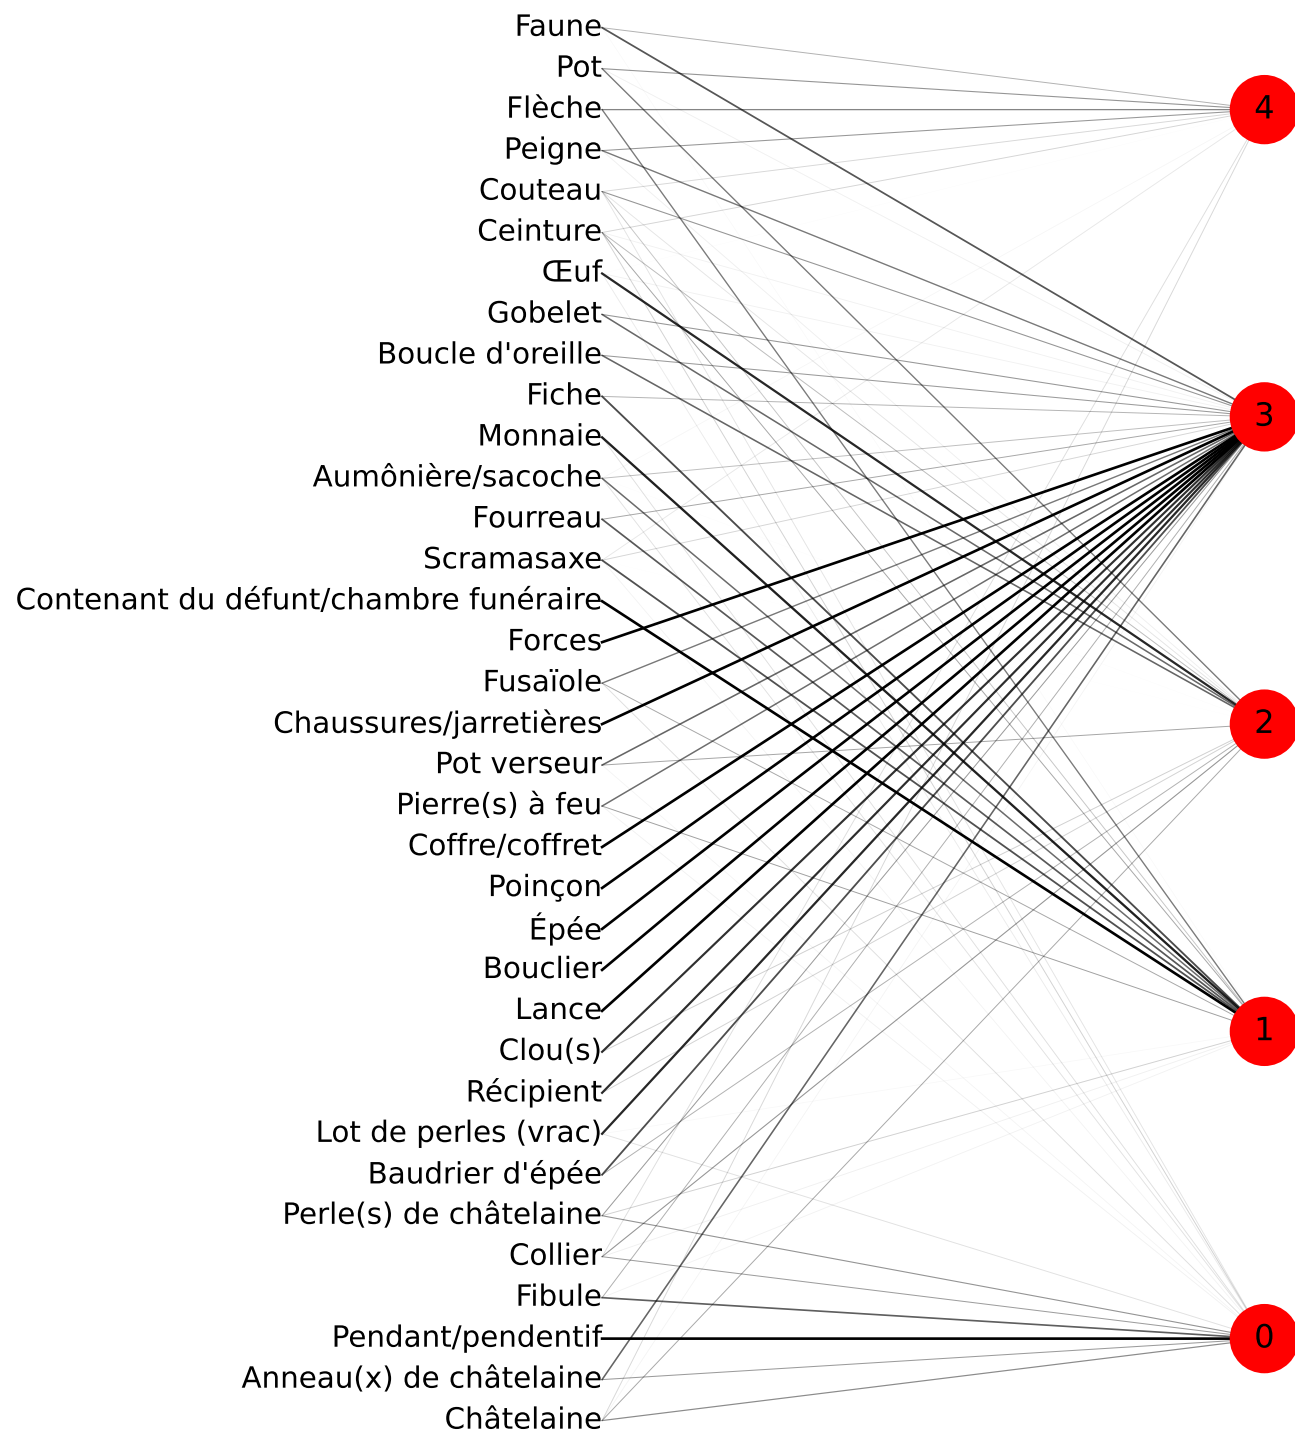 Faune
Pot
Flèche
Peigne
Couteau
Ceinture
Œuf
Gobelet
Boucle d'oreille
Fiche
Monnaie
Aumônière/sacoche
Fourreau
Scramasaxe
Contenant du défunt/chambre funéraire
Forces
Fusaïole
Chaussures/jarretières
Pot verseur
Pierre(s) à feu
Coffre/coffret
Poinçon
Épée
Bouclier
Lance
Clou(s)
Récipient
Lot de perles (vrac)
Baudrier d'épée
Perle(s) de châtelaine
Collier
Fibule
Pendant/pendentif
Anneau(x) de châtelaine
Châtelaine
4
3
2
1
0